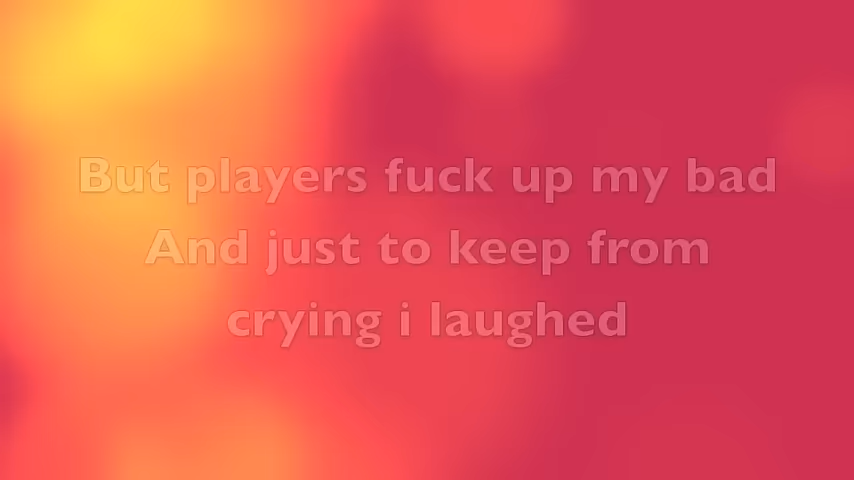 But players fuck up my bad
And just to keep from
crying i laughed